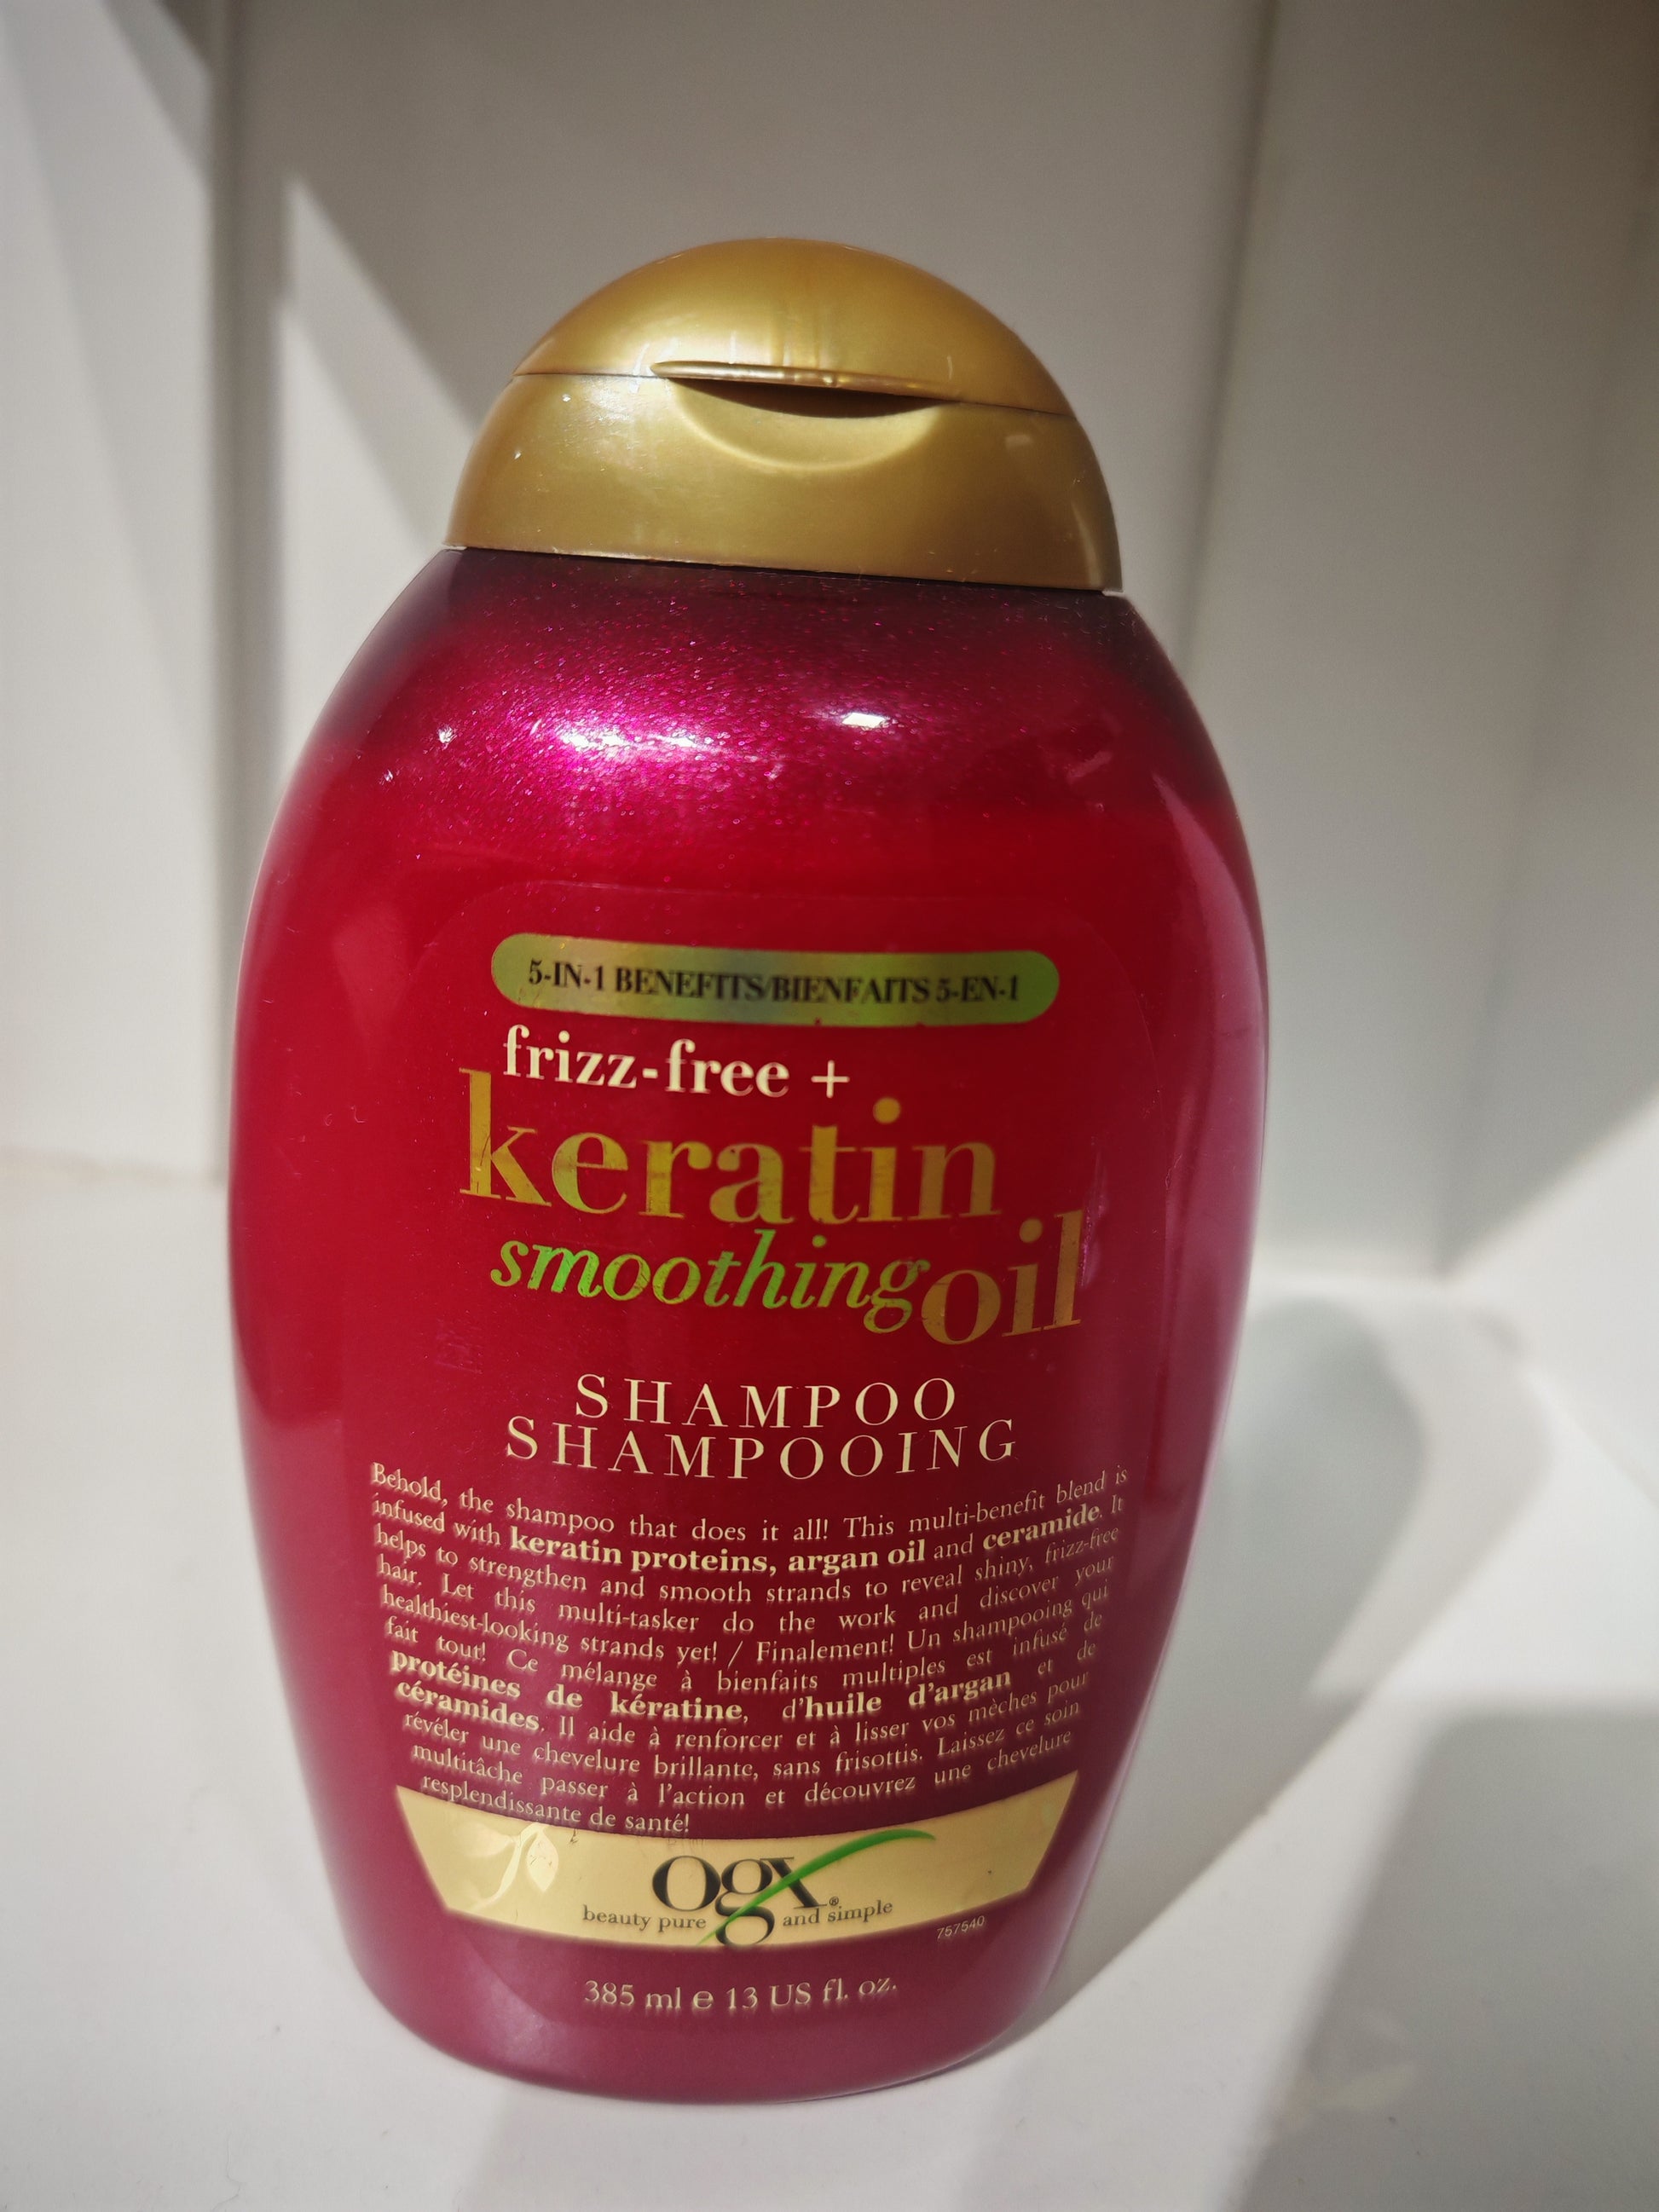 5-IN-1 BENEFITS/BIENFAITS 5-EN-1
frizz-free +
keratin
smoothing oil
SHAMPOO
SHAMPOOING
Behold, the shampoo that does it all! This multi-benefit blend is
infused with keratin proteins, argan oil and ceramide. It
helps to strengthen and smooth strands to reveal shiny, frizz-free
hair. Let this multi-tasker do the work and discover your
healthiest-looking strands yet! / Finalement! Un shampooing qui
fait tout! Ce mélange à bienfaits multiples est infusé de
protéines de kératine, d'huile d'argan et de
céramides. Il aide à renforcer et à lisser vos mèches pour
révéler une chevelure brillante, sans frisottis. Laissez ce soin
multitâche passer à l'action et découvrez une chevelure
resplendissante de santé!
ogx®
beauty pure and simple
757540
385 ml e 13 US fl. oz.